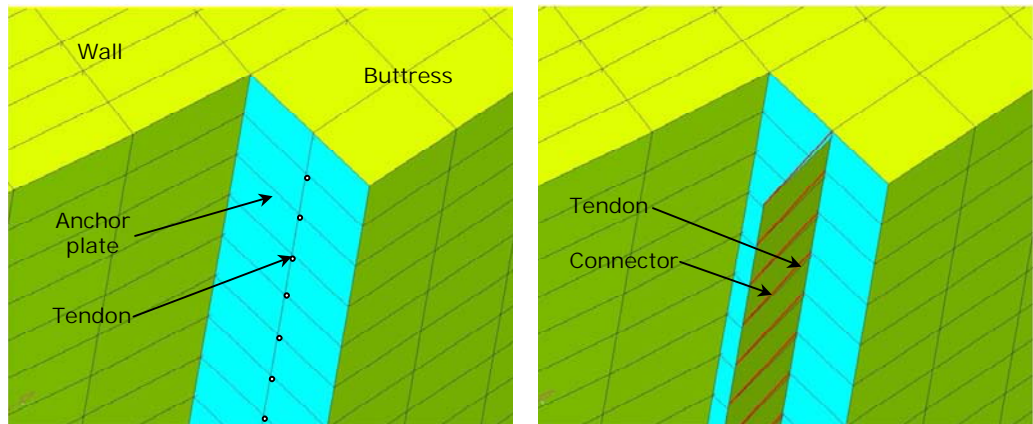 Wall
Buttress
Anchor
plate
Tendon
Tendon
Connector